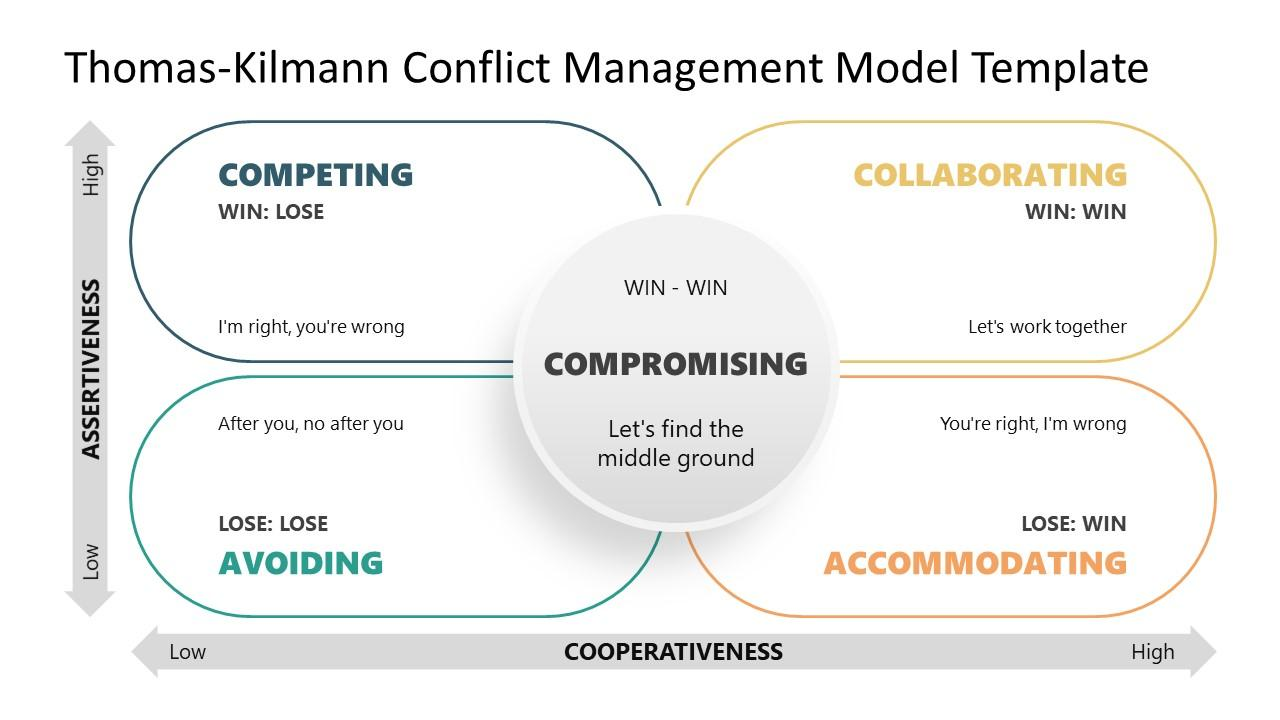 Thomas-Kilmann Conflict Management Model Template
High
ASSERTIVENESS
Low
COMPETING
WIN: LOSE
I'm right, you're wrong
COLLABORATING
WIN: WIN
Let's work together
WIN - WIN
COMPROMISING
Let's find the
middle ground
After you, no after you
LOSE: LOSE
AVOIDING
You're right, I'm wrong
LOSE: WIN
ACCOMMODATING
Low
COOPERATIVENESS
High